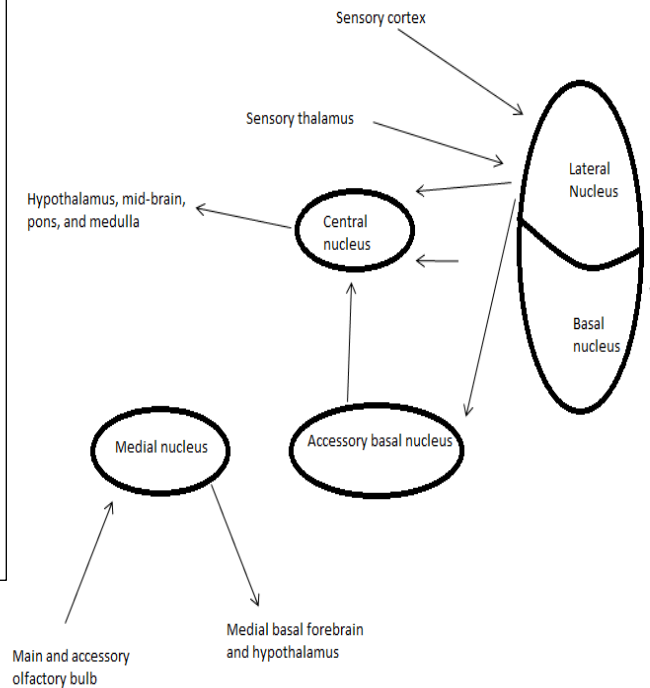 Sensory cortex
Sensory thalamus
Lateral
Nucleus
Hypothalamus, mid-brain,
pons, and medulla
Central
nucleus
Basal
nucleus
Medial nucleus
Accessory basal nucleus
Medial basal forebrain
and hypothalamus
Main and accessory
olfactory bulb